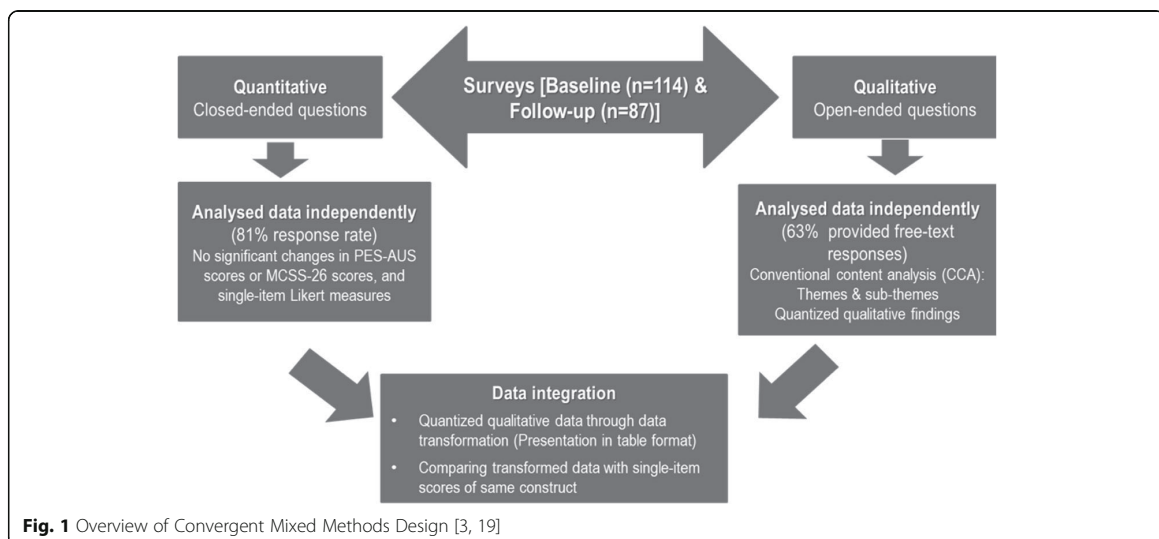 Quantitative
Closed-ended questions
Surveys [Baseline (n=114) &
Follow-up (n=87)]
Qualitative
Open-ended questions
Analysed data independently
(81% response rate)
No significant changes in PES-AUS
scores or MCSS-26 scores, and
single-item Likert measures
Analysed data independently
(63% provided free-text
responses)
Conventional content analysis (CCA):
Themes & sub-themes
Quantized qualitative findings
Data integration
• Quantized qualitative data through data
transformation (Presentation in table format)
• Comparing transformed data with single-item
scores of same construct
Fig. 1 Overview of Convergent Mixed Methods Design [3, 19]